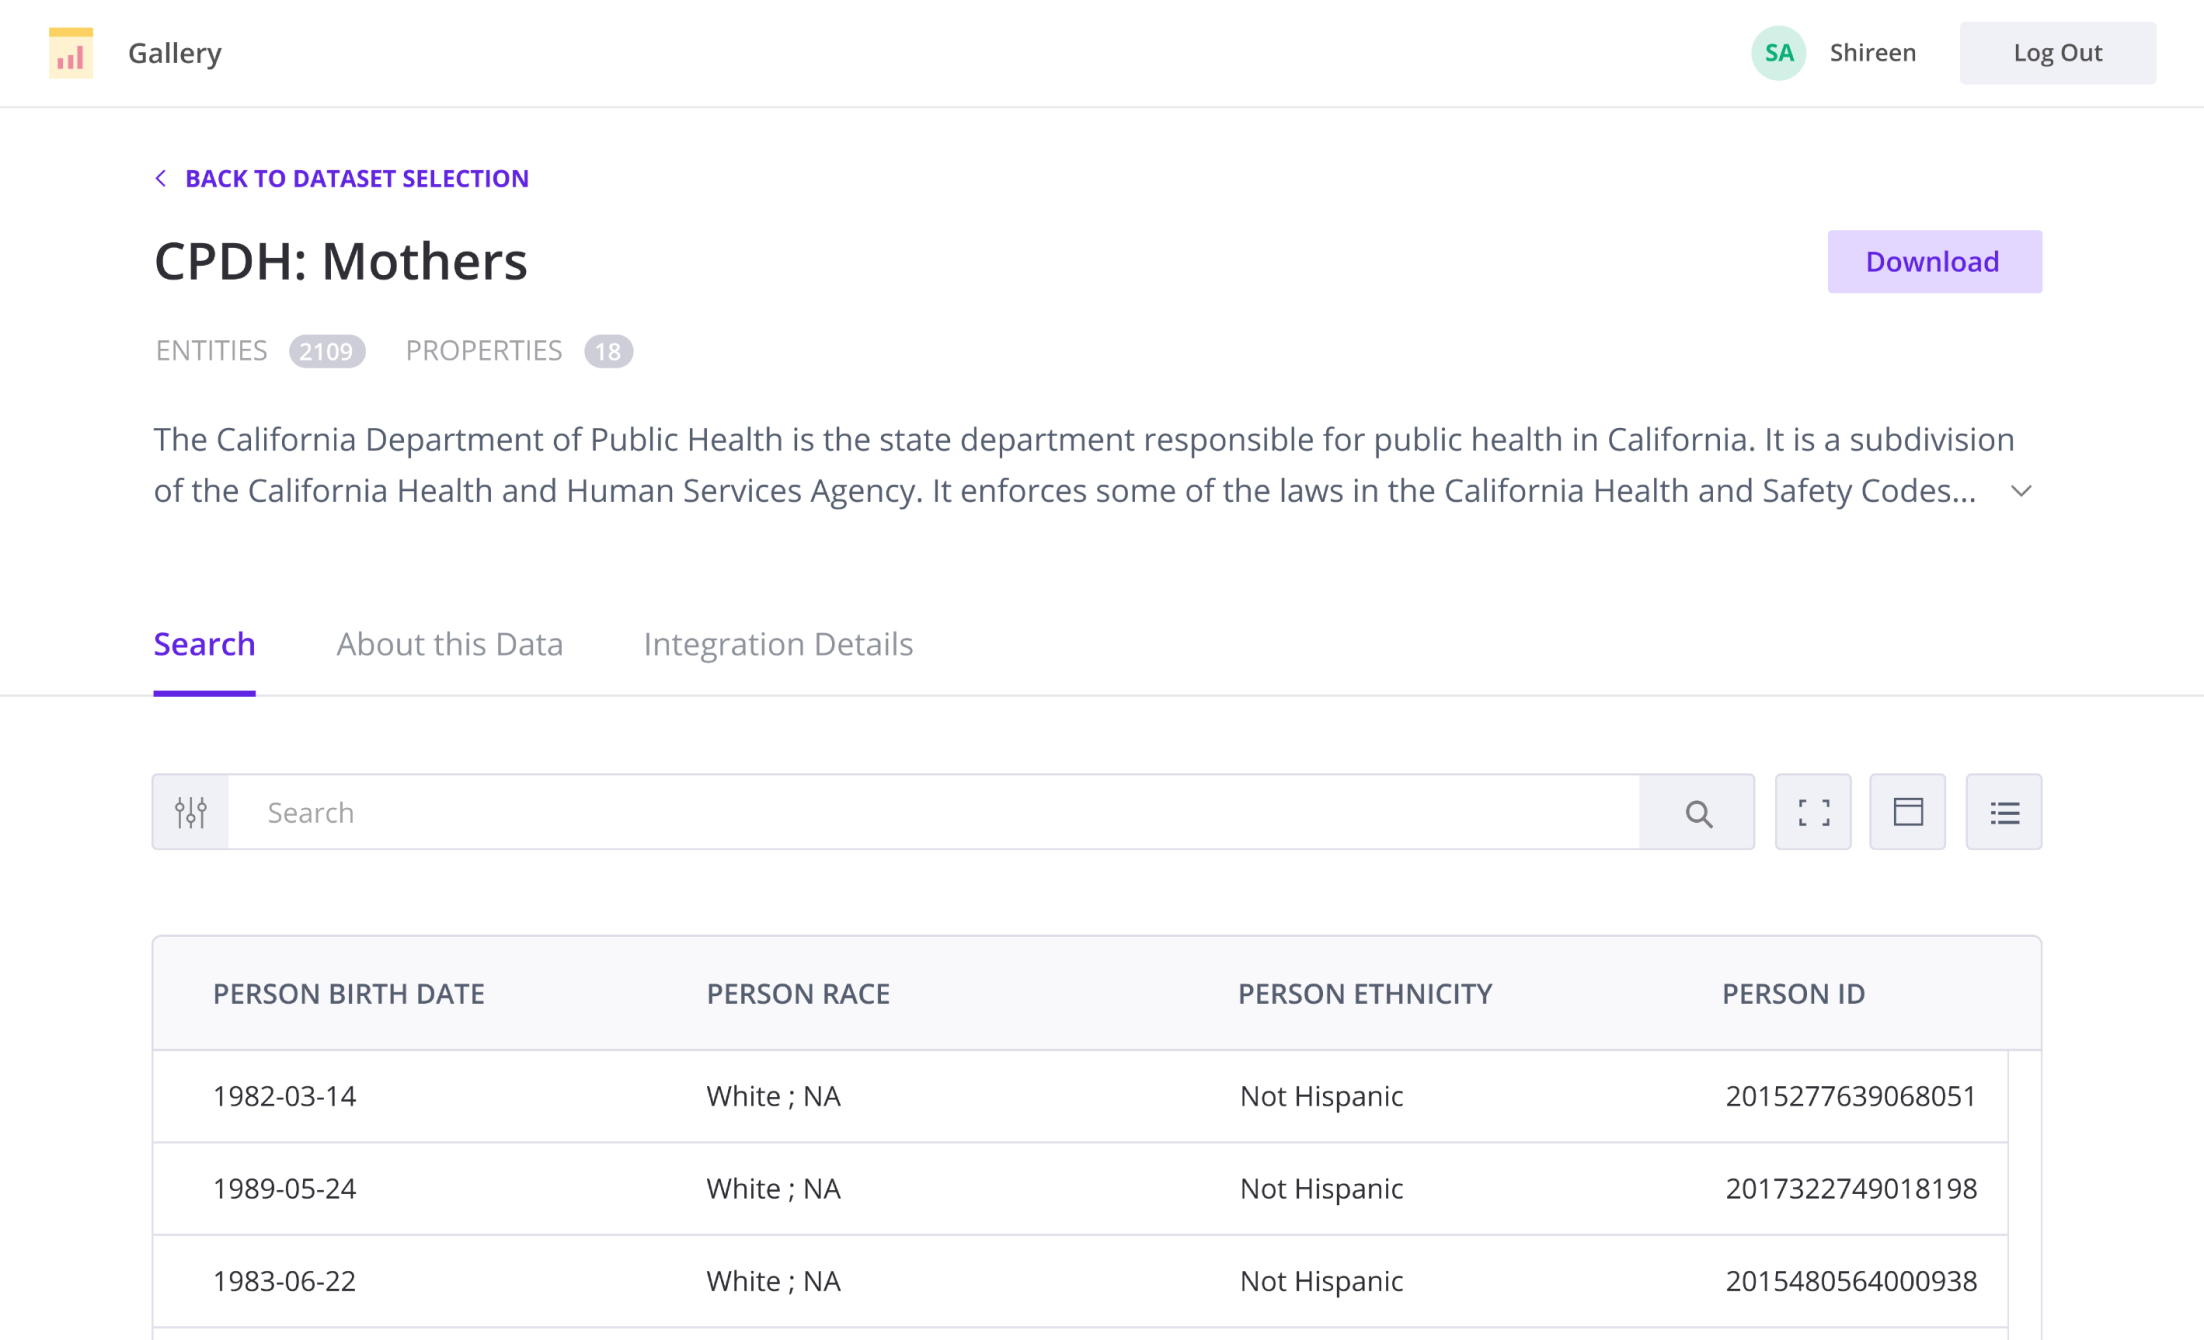 Gallery
SA Shireen Log Out
BACK TO DATASET SELECTION
CPDH: Mothers
Download
ENTITIES 2109 PROPERTIES 18
The California Department of Public Health is the state department responsible for public health in California. It is a subdivision
of the California Health and Human Services Agency. It enforces some of the laws in the California Health and Safety Codes...
Search About this Data Integration Details
Search
PERSON BIRTH DATE PERSON RACE PERSON ETHNICITY PERSON ID
1982-03-14 White ; NA Not Hispanic 2015277639068051
1989-05-24 White ; NA Not Hispanic 2017322749018198
1983-06-22 White ; NA Not Hispanic 2015480564000938